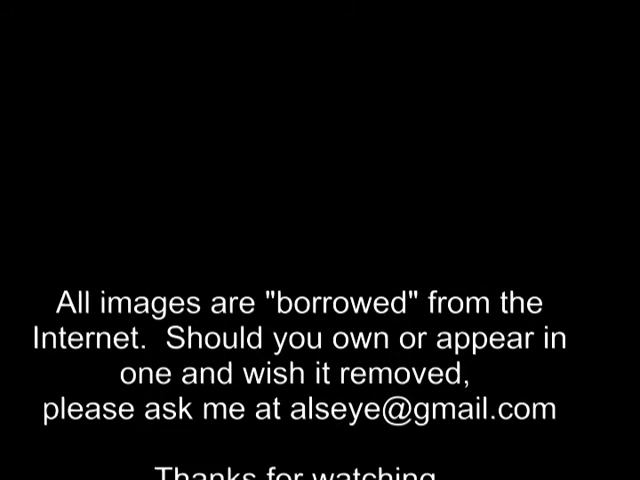 All images are "borrowed" from the
Internet.  Should you own or appear in
one and wish it removed,
please ask me at alseye@gmail.com
Thanks for watching